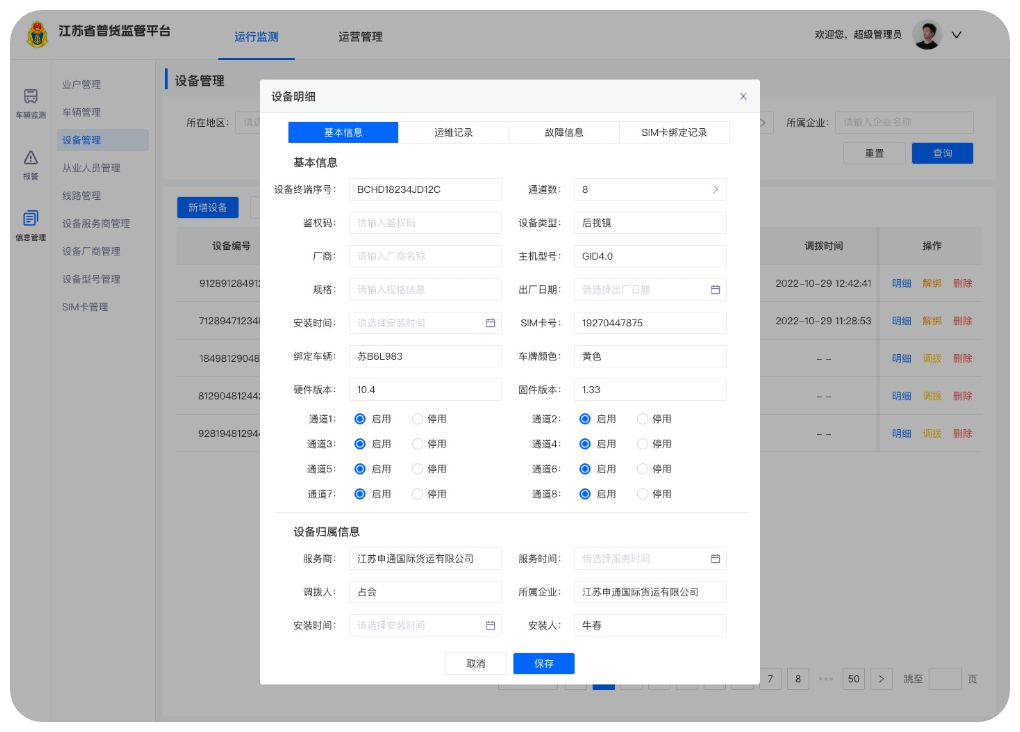 江苏省普货监管平台
运行监测
运营管理
欢迎您，超级管理员
车辆监测
报警
信息管理
业户管理
车辆管理
设备管理
从业人员管理
线路管理
设备服务商管理
设备厂商管理
设备型号管理
SIM卡管理
设备管理
所在地区：
所属企业：
请输入企业名称
重置
查询
新增设备
设备编号
调拨时间
操作
912891284912
2022-10-29 12:42:41
明细
解绑
删除
2022-10-29 11:28:53
明细
解绑
删除
-- 
明细
调拨
删除
--
明细
调拨
删除
--
明细
调拨
删除
7
8
•••
50
>
跳至
页
设备明细
×
基本信息
运维记录
故障信息
SIM卡绑定记录
基本信息
设备终端序号：
BCHD18234JD12C
通道数：
8
鉴权码：
请输入鉴权码
设备类型：
后视镜
厂商：
请输入厂商名称
主机型号：
GID4.0
规格：
请输入规格信息
出厂日期：
请选择出厂日期
安装时间：
请选择安装时间
SIM卡号：
19270447875
绑定车辆：
苏B6L983
车牌颜色：
黄色
硬件版本：
10.4
固件版本：
1.33
通道1：
启用
停用
通道2：
启用
停用
通道3：
启用
停用
通道4：
启用
停用
通道5：
启用
停用
通道6：
启用
停用
通道7：
启用
停用
通道8：
启用
停用
设备归属信息
服务商：
江苏申通国际货运有限公司
服务时间：
请选择服务时间
调拨人：
占会
所属企业：
江苏申通国际货运有限公司
安装时间：
请选择安装时间
安装人：
牛春
取消
保存